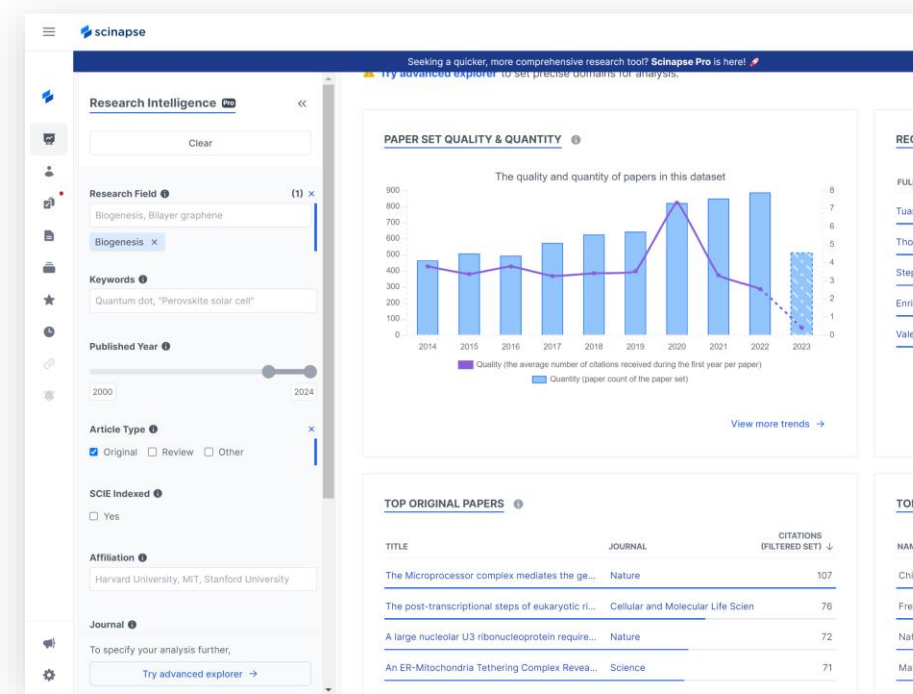 scinapse
Seeking a quicker, more comprehensive research tool? Scinapse Pro is here! 🚀
Try advanced explorer to set precise domains for analysis.
Research Intelligence Pro
Clear
Research Field (1) ×
Biogenesis, Bilayer graphene
Biogenesis ×
Keywords
Quantum dot, "Perovskite solar cell"
Published Year
2000 2024
Article Type ×
Original Review Other
SCIE Indexed
Yes
Affiliation
Harvard University, MIT, Stanford University
Journal
To specify your analysis further,
Try advanced explorer →
PAPER SET QUALITY & QUANTITY
The quality and quantity of papers in this dataset
900 8
800 7
700
600 6
500 5
400 4
300 3
200 2
100 1
0 0
2014 2015 2016 2017 2018 2019 2020 2021 2022 2023
Quality (the average number of citations received during the first year per paper)
Quantity (paper count of the paper set)
View more trends →
TOP ORIGINAL PAPERS
TITLE JOURNAL CITATIONS (FILTERED SET) ↓
The Microprocessor complex mediates the ge... Nature 107
The post-transcriptional steps of eukaryotic ri... Cellular and Molecular Life Scien 76
A large nucleolar U3 ribonucleoprotein require... Nature 72
An ER-Mitochondria Tethering Complex Revea... Science 71